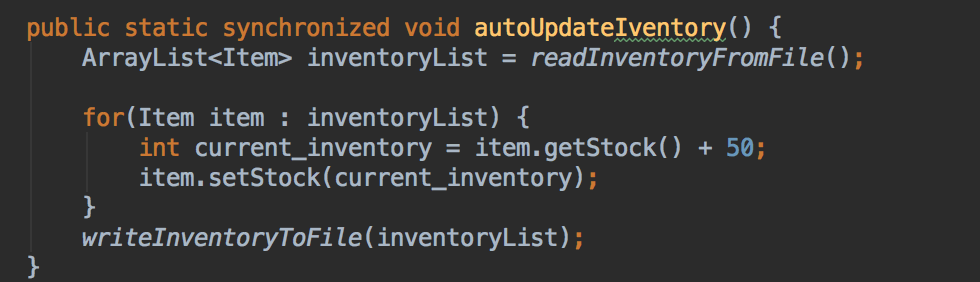 public static synchronized void autoUpdateIventory() {
    ArrayList<Item> inventoryList = readInventoryFromFile();

    for(Item item : inventoryList) {
        int current_inventory = item.getStock() + 50;
        item.setStock(current_inventory);
    }
    writeInventoryToFile(inventoryList);
}